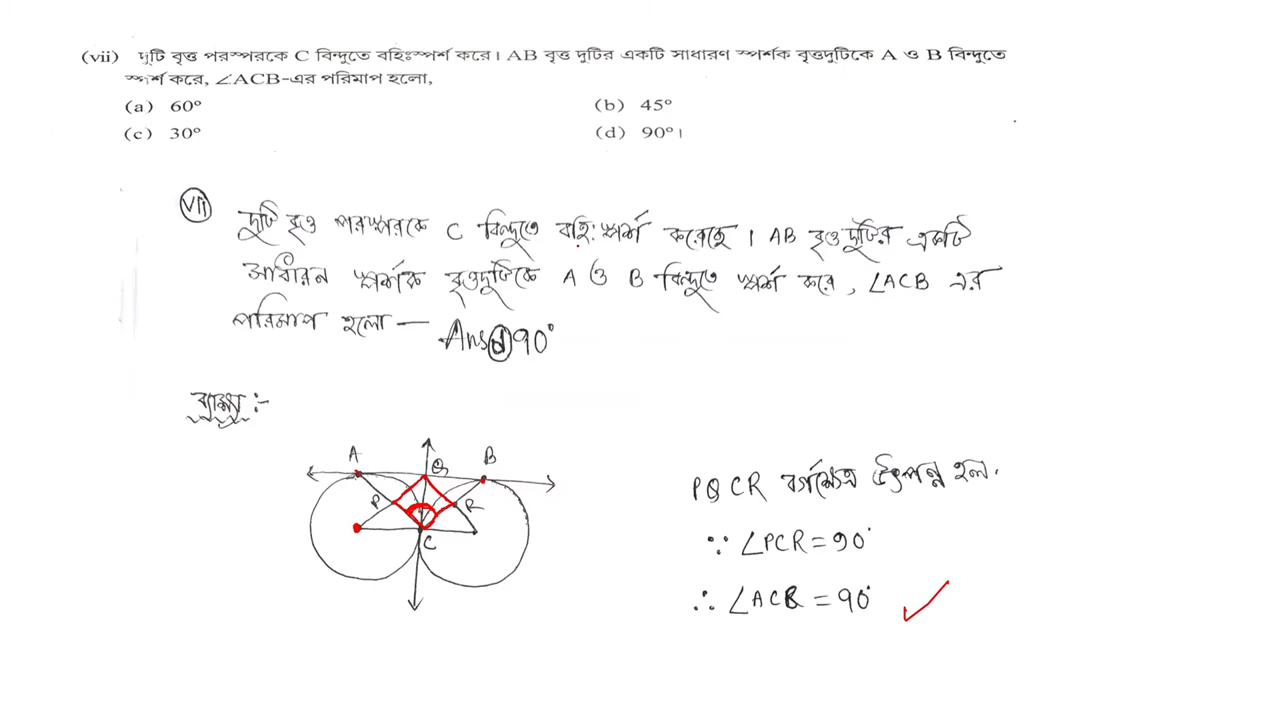 (vii) দুটি বৃত্ত পরস্পরকে C বিন্দুতে বহিঃস্পর্শ করে। AB বৃত্ত দুটির একটি সাধারণ স্পর্শক বৃত্তদুটিকে A ও B বিন্দুতে
স্পর্শ করে, ∠ACB-এর পরিমাপ হলো,
(a) 60° (b) 45°
(c) 30° (d) 90°।
VII দুটি বৃত্ত পরস্পরকে C বিন্দুতে বহিঃস্পর্শ করেছে। AB বৃত্ত দুটির একটি
সাধারন স্পর্শক বৃত্তদুটিকে A ও B বিন্দুতে স্পর্শ করে, ∠ACB এর
পরিমাপ হলো — Ans d 90°
ব্যাখ্যা :-
A Q B
P R
C
PQCR বর্গক্ষেত্র উৎপন্ন হল.
∵ ∠PCR = 90°
∴ ∠ACB = 90°